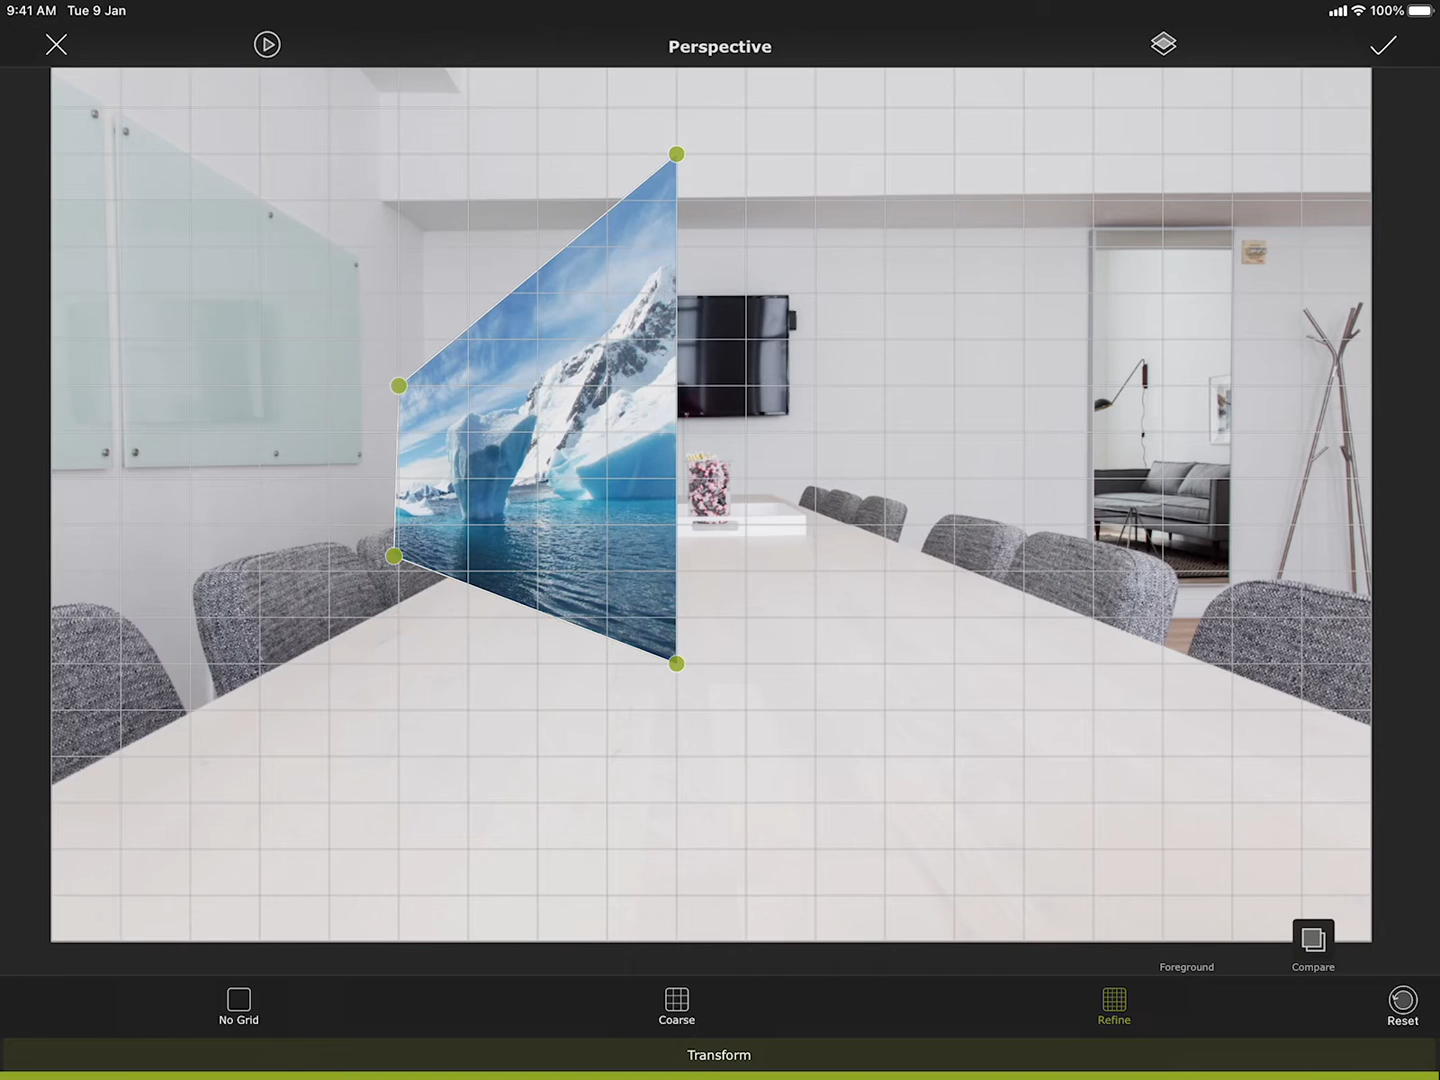 9:41 AM Tue 9 Jan
100%
Perspective
Foreground
Compare
No Grid
Coarse
Refine
Reset
Transform